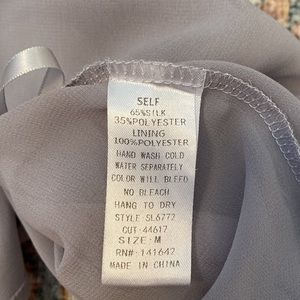 SELF
65%SILK
35%POLYESTER
LINING
100%POLYESTER
HAND WASH COLD
WATER SEPARATELY
COLOR WILL BLEED
NO BLEACH
HANG TO DRY
STYLE SL6772
CUT:44617
SIZE:M
RN# 141642
MADE IN CHINA